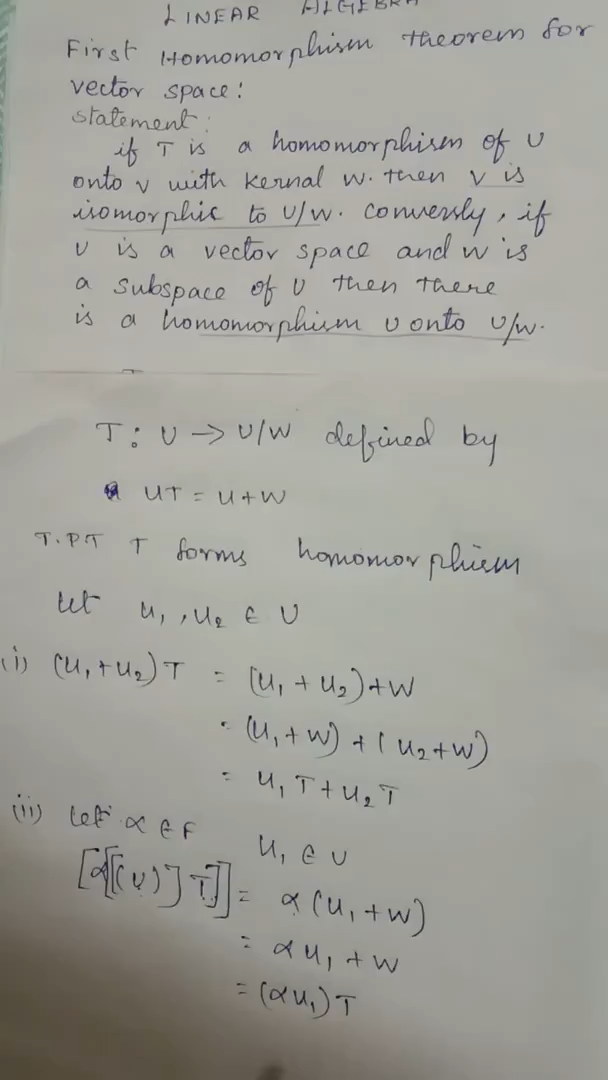 LINEAR ALGEBRA
First Homomorphism theorem for
vector space:
statement:
if T is a homomorphism of U
onto V with kernal W. then V is
isomorphic to U/W. conversly, if
U is a vector space and W is
a subspace of U then there
is a homomorphism U onto U/W.
T: U → U/W defined by
uT = u+W
T.P.T T forms homomorphism
let u₁, u₂ ∈ U
(i) (u₁+u₂)T = (u₁+u₂)+W
= (u₁+W)+(u₂+W)
= u₁T+u₂T
(ii) let α ∈ F u₁ ∈ U
[α[(u)]T]] = α(u₁+W)
= αu₁+W
= (αu₁)T